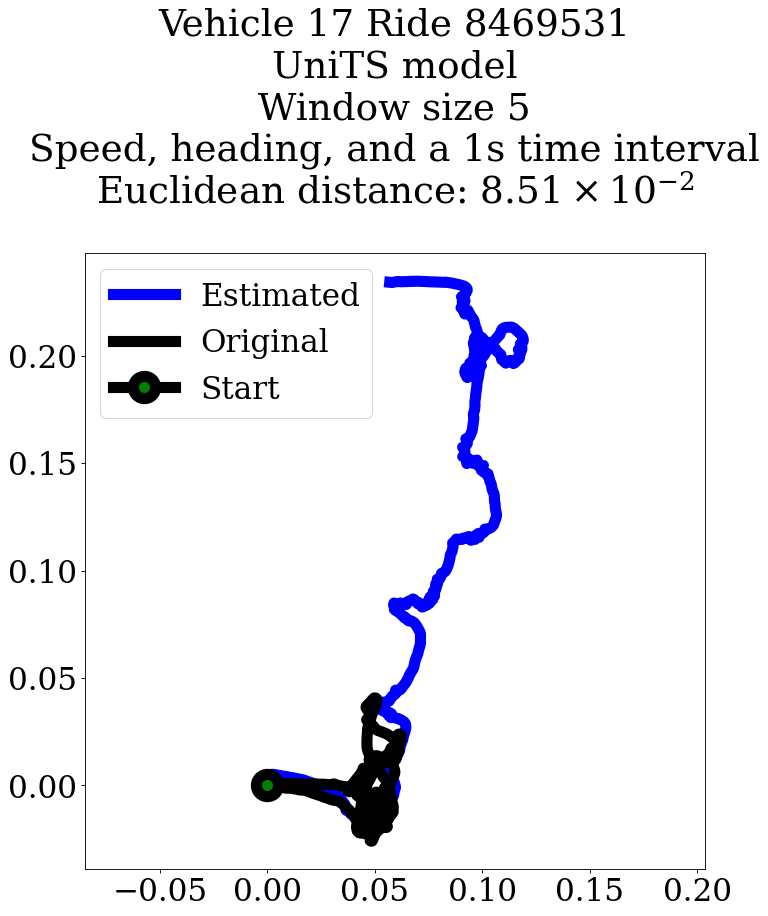 Vehicle 17 Ride 8469531
UniTS model
Window size 5
Speed, heading, and a 1s time interval
Euclidean distance: 8.51 × 10⁻²
Estimated
Original
Start
0.20
0.15
0.10
0.05
0.00
−0.05 0.00 0.05 0.10 0.15 0.20